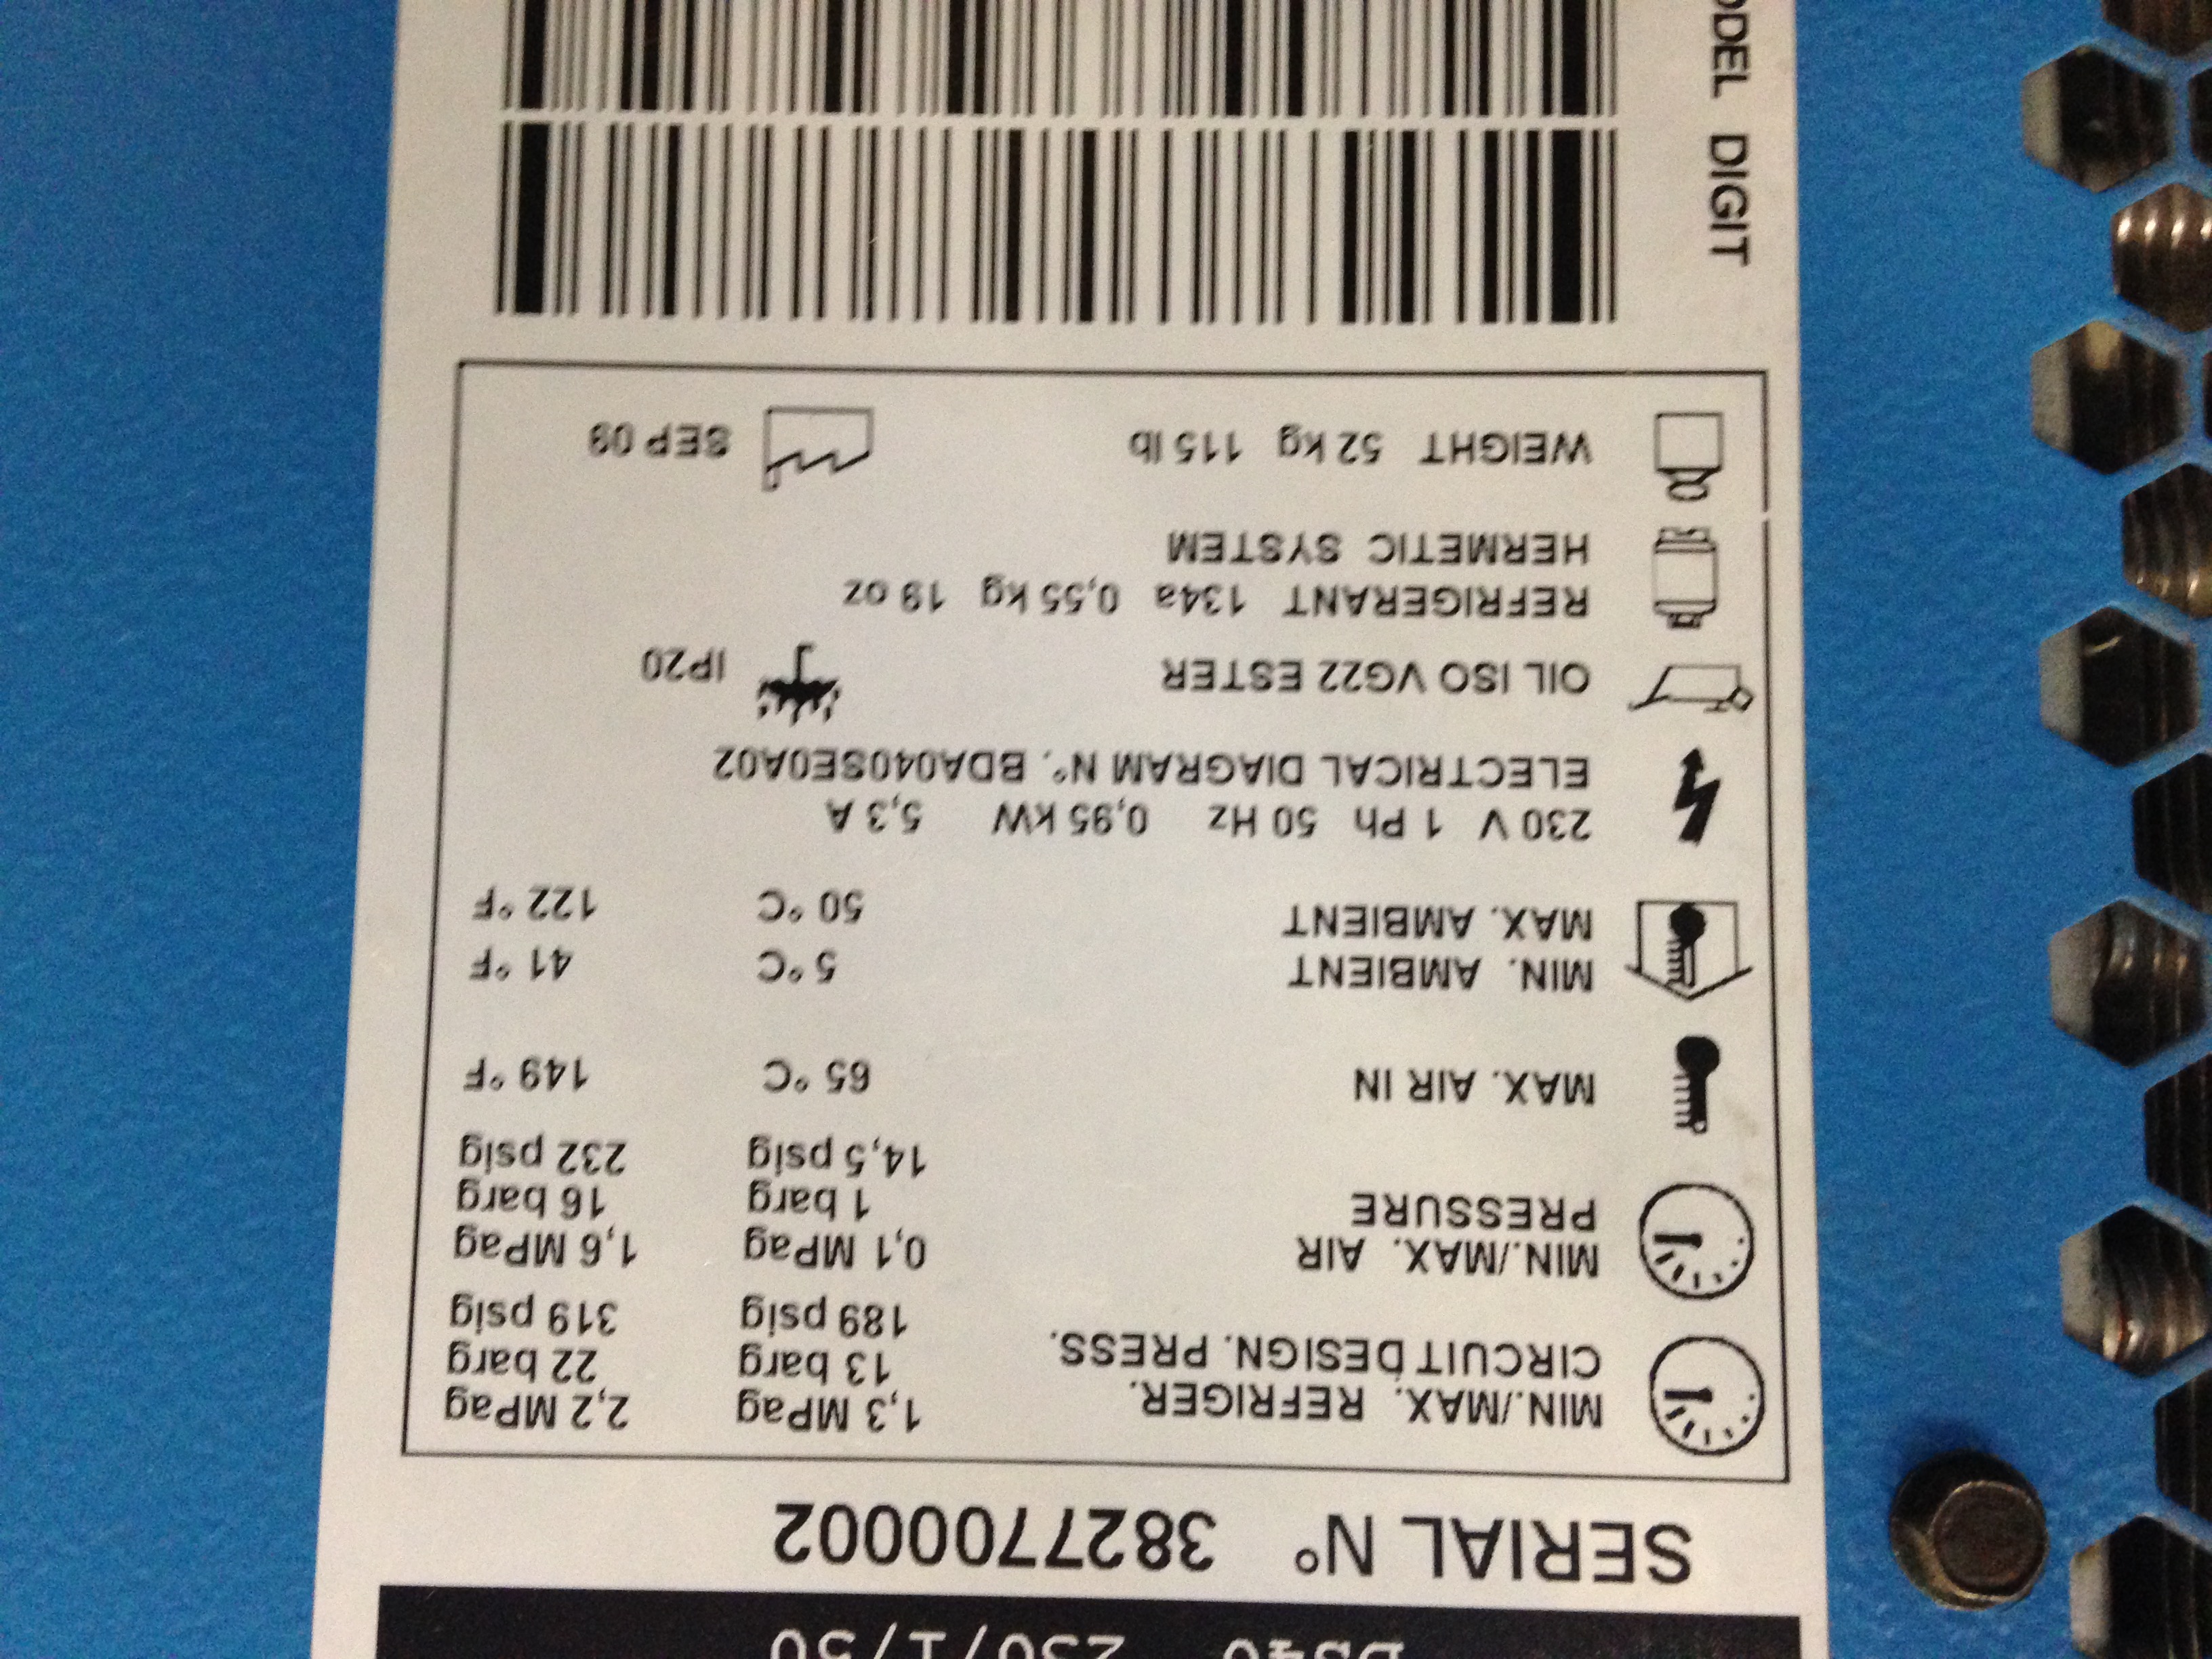 DS40 230/1/50
SERIAL N° 3827700002
MIN./MAX. REFRIGER. 1,3 MPag 2,2 MPag
CIRCUIT DESIGN. PRESS. 13 barg 22 barg
189 psig 319 psig
MIN./MAX. AIR 0,1 MPag 1,6 MPag
PRESSURE 1 barg 16 barg
14,5 psig 232 psig
MAX. AIR IN 65 °C 149 °F
MIN. AMBIENT 5 °C 41 °F
MAX. AMBIENT 50 °C 122 °F
230 V 1 Ph 50 Hz 0,95 kW 5,3 A
ELECTRICAL DIAGRAM N°. BDA040SE0A02
OIL ISO VG22 ESTER IP20
REFRIGERANT 134a 0,55 kg 19 oz
HERMETIC SYSTEM
WEIGHT 52 kg 115 lb SEP 09
DIGIT